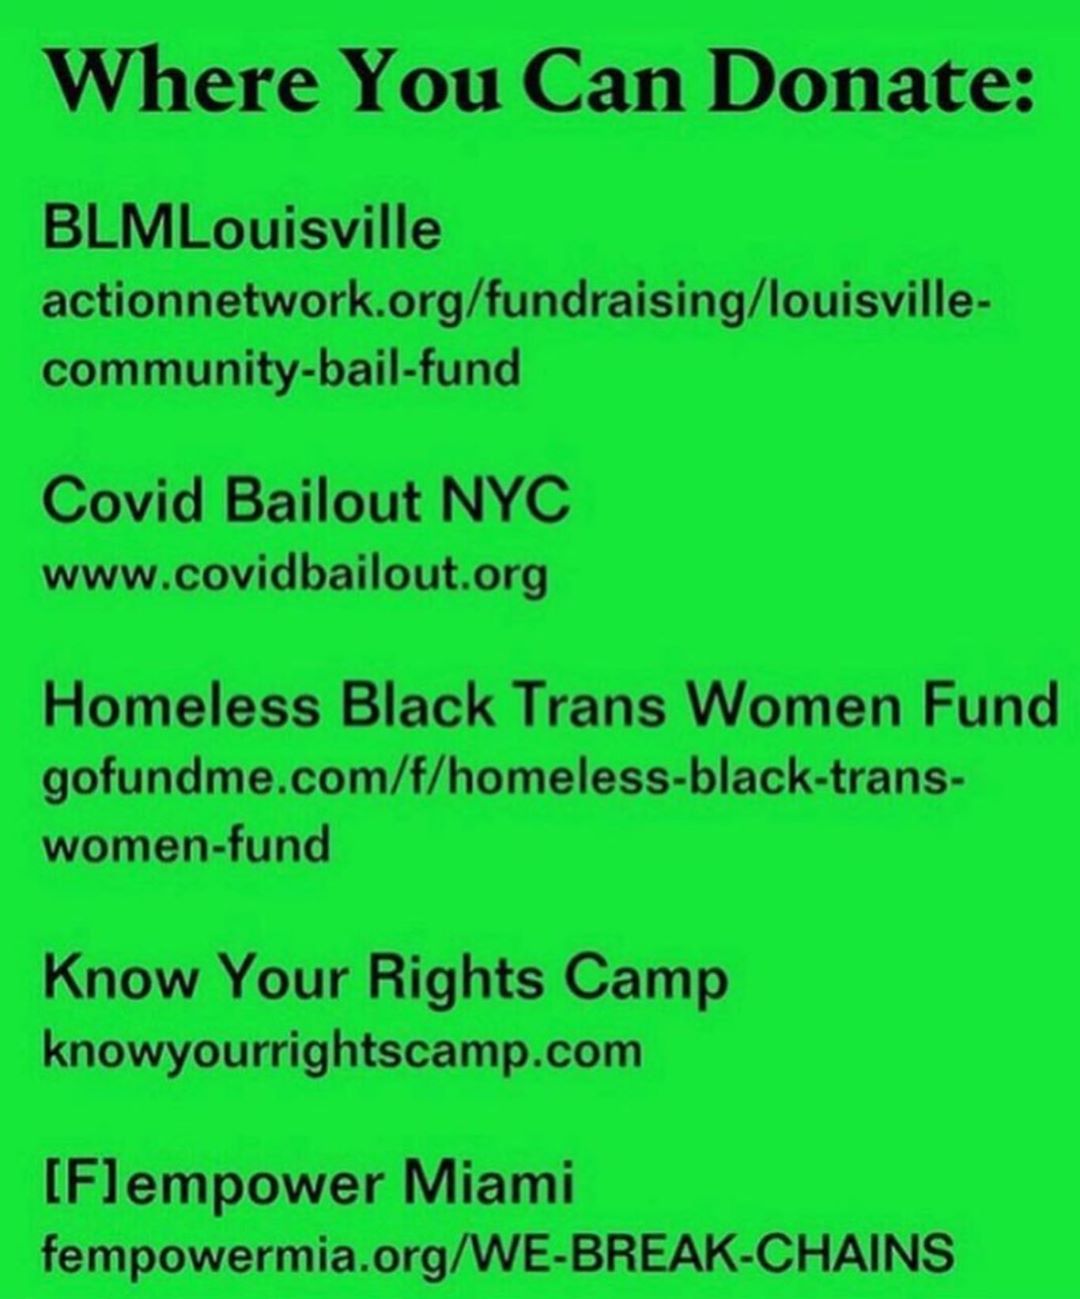 Where You Can Donate:
BLMLouisville
actionnetwork.org/fundraising/louisville-
community-bail-fund
Covid Bailout NYC
www.covidbailout.org
Homeless Black Trans Women Fund
gofundme.com/f/homeless-black-trans-
women-fund
Know Your Rights Camp
knowyourrightscamp.com
[F]empower Miami
fempowermia.org/WE-BREAK-CHAINS